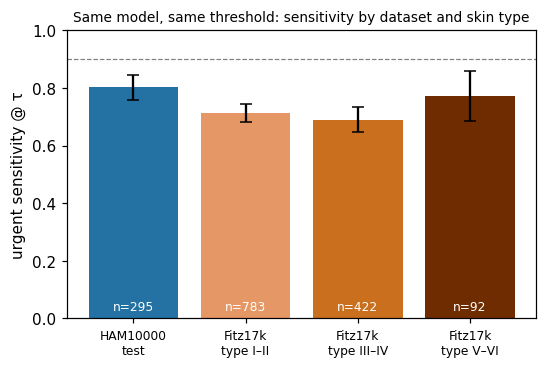 Same model, same threshold: sensitivity by dataset and skin type
urgent sensitivity @ τ
1.0
0.8
0.6
0.4
0.2
0.0
n=295
n=783
n=422
n=92
HAM10000
test
Fitz17k
type I–II
Fitz17k
type III–IV
Fitz17k
type V–VI